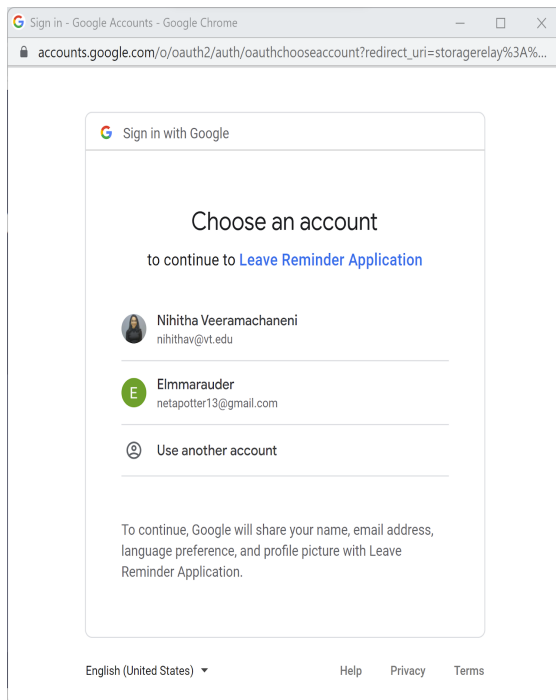 Sign in - Google Accounts - Google Chrome
accounts.google.com/o/oauth2/auth/oauthchooseaccount?redirect_uri=storagerelay%3A%...
Sign in with Google
Choose an account
to continue to Leave Reminder Application
Nihitha Veeramachaneni
nihithav@vt.edu
E
Elmmarauder
netapotter13@gmail.com
Use another account
To continue, Google will share your name, email address,
language preference, and profile picture with Leave
Reminder Application.
English (United States)
Help Privacy Terms